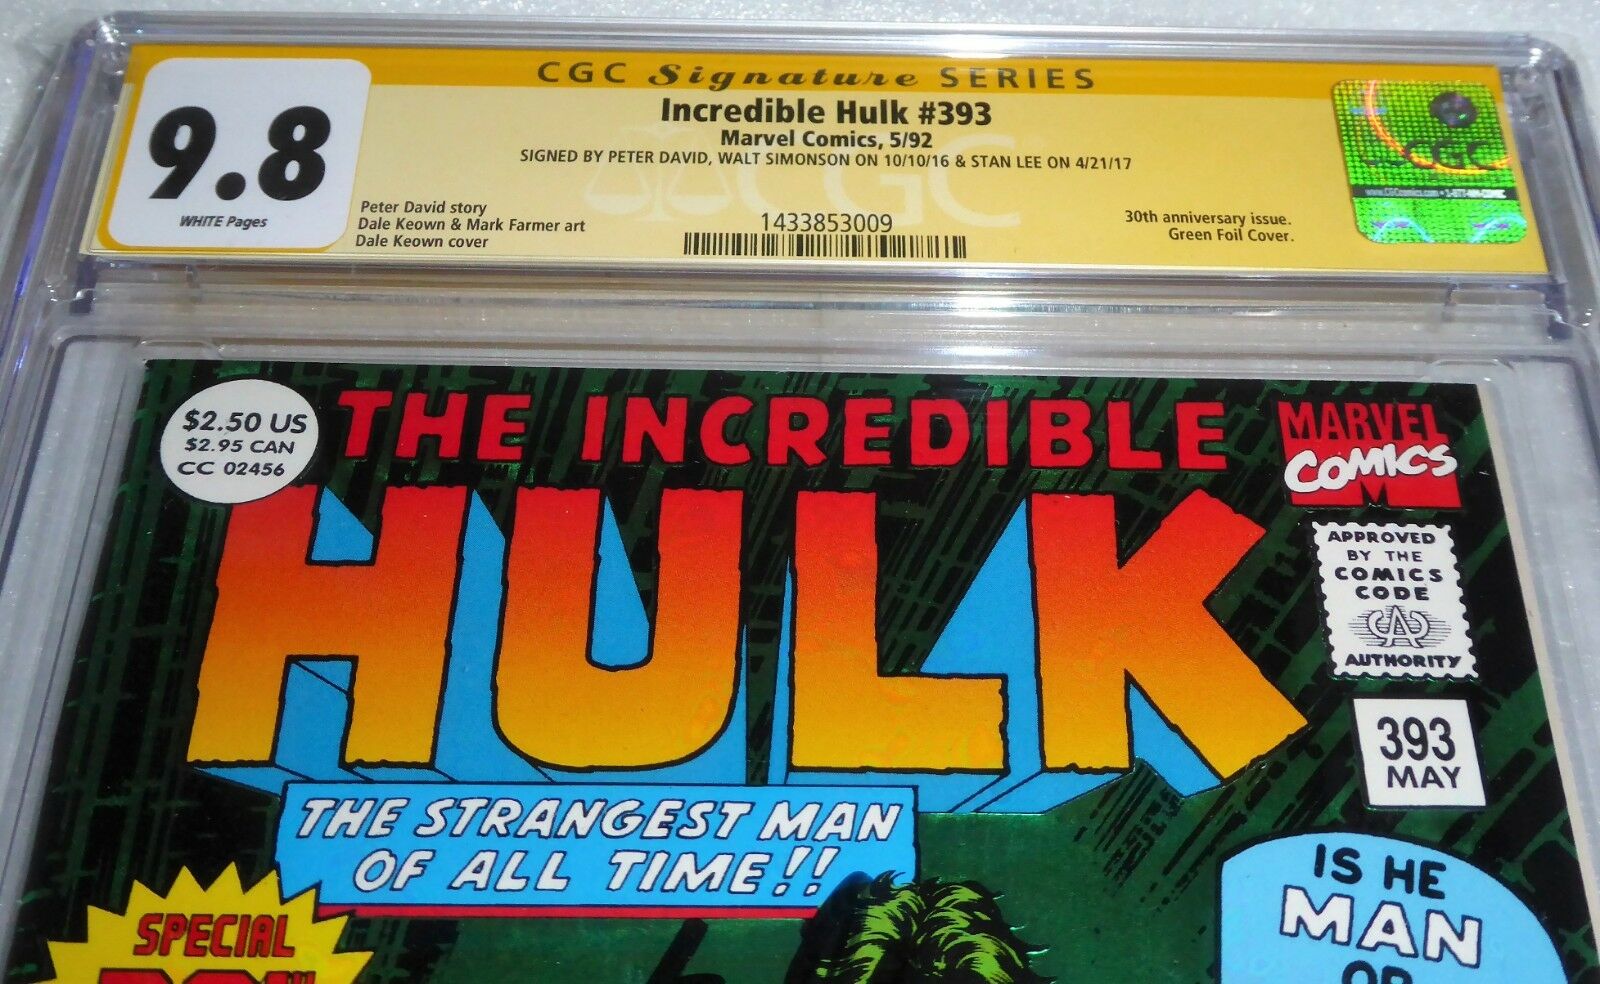 CGC Signature SERIES
Incredible Hulk #393
Marvel Comics, 5/92
SIGNED BY PETER DAVID, WALT SIMONSON ON 10/10/16 & STAN LEE ON 4/21/17
9.8
WHITE Pages
Peter David story
Dale Keown & Mark Farmer art
Dale Keown cover
CGC
1433853009
30th anniversary issue.
Green Foil Cover.
CGC
$2.50 US
$2.95 CAN
CC 02456
THE INCREDIBLE
HULK
MARVEL
COMICS
APPROVED
BY THE
COMICS
CODE
CA
AUTHORITY
393
MAY
THE STRANGEST MAN
OF ALL TIME!!
SPECIAL
IS HE
MAN
OR